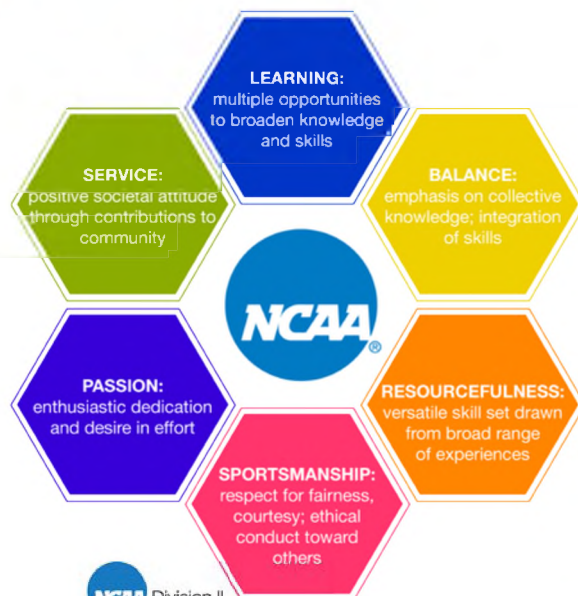 LEARNING:
multiple opportunities
to broaden knowledge
and skills
SERVICE:
positive societal attitude
through contributions to
community
BALANCE:
emphasis on collective
knowledge; integration
of skills
NCAA®
PASSION:
enthusiastic dedication
and desire in effort
RESOURCEFULNESS:
versatile skill set drawn
from broad range
of experiences
SPORTSMANSHIP:
respect for fairness,
courtesy; ethical
conduct toward
others
NCAA Division II